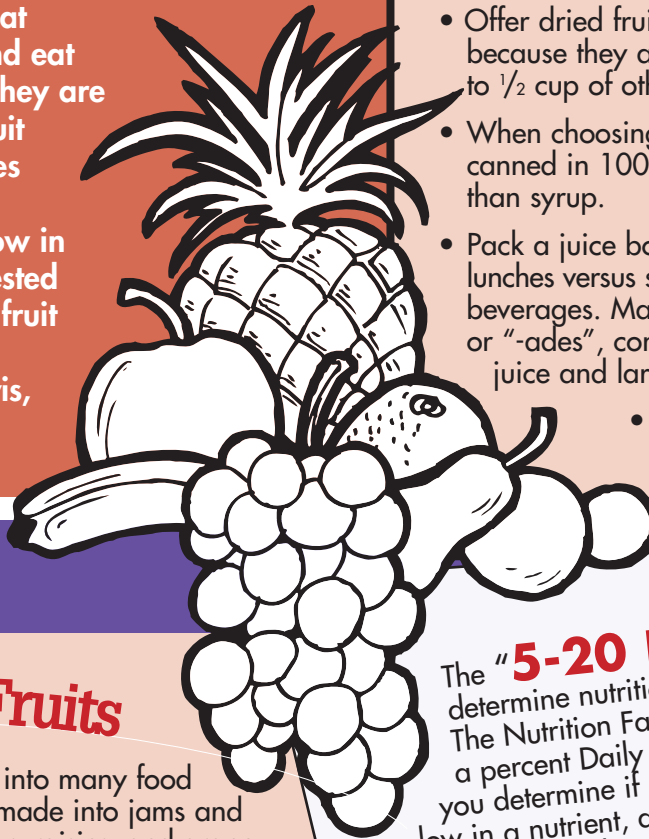 at
nd eat
hey are
uit
es
ow in
ested
fruit
is,
• Offer dried frui
because they a
to 1/2 cup of oth
• When choosing
canned in 100
than syrup.
• Pack a juice bo
lunches versus s
beverages. Ma
or “-ades”, con
juice and lar
•
Fruits
into many food
made into jams and
The “5-20
determine nutriti
The Nutrition Fa
a percent Daily
you determine if
low in a nutrient, a